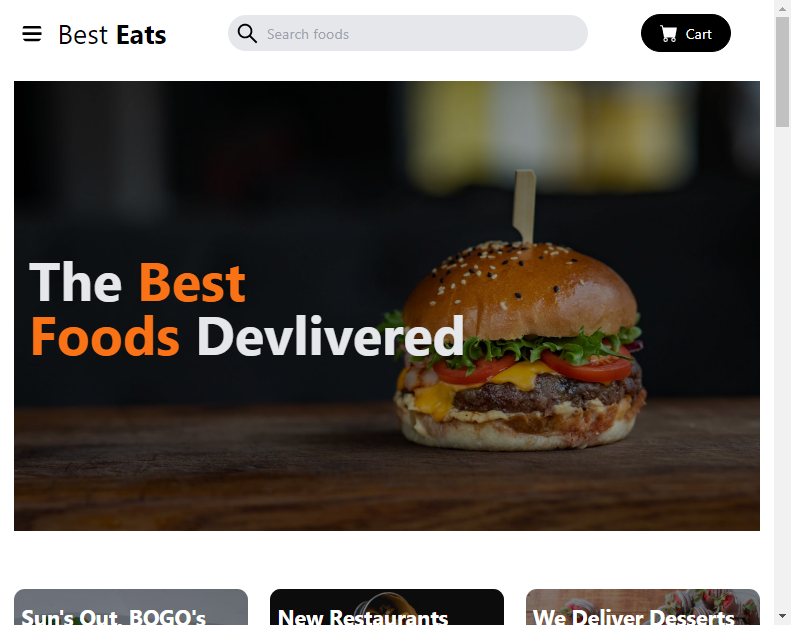 Best Eats
Search foods
Cart
The Best
Foods Devlivered
Sun's Out, BOGO's
New Restaurants
We Deliver Desserts